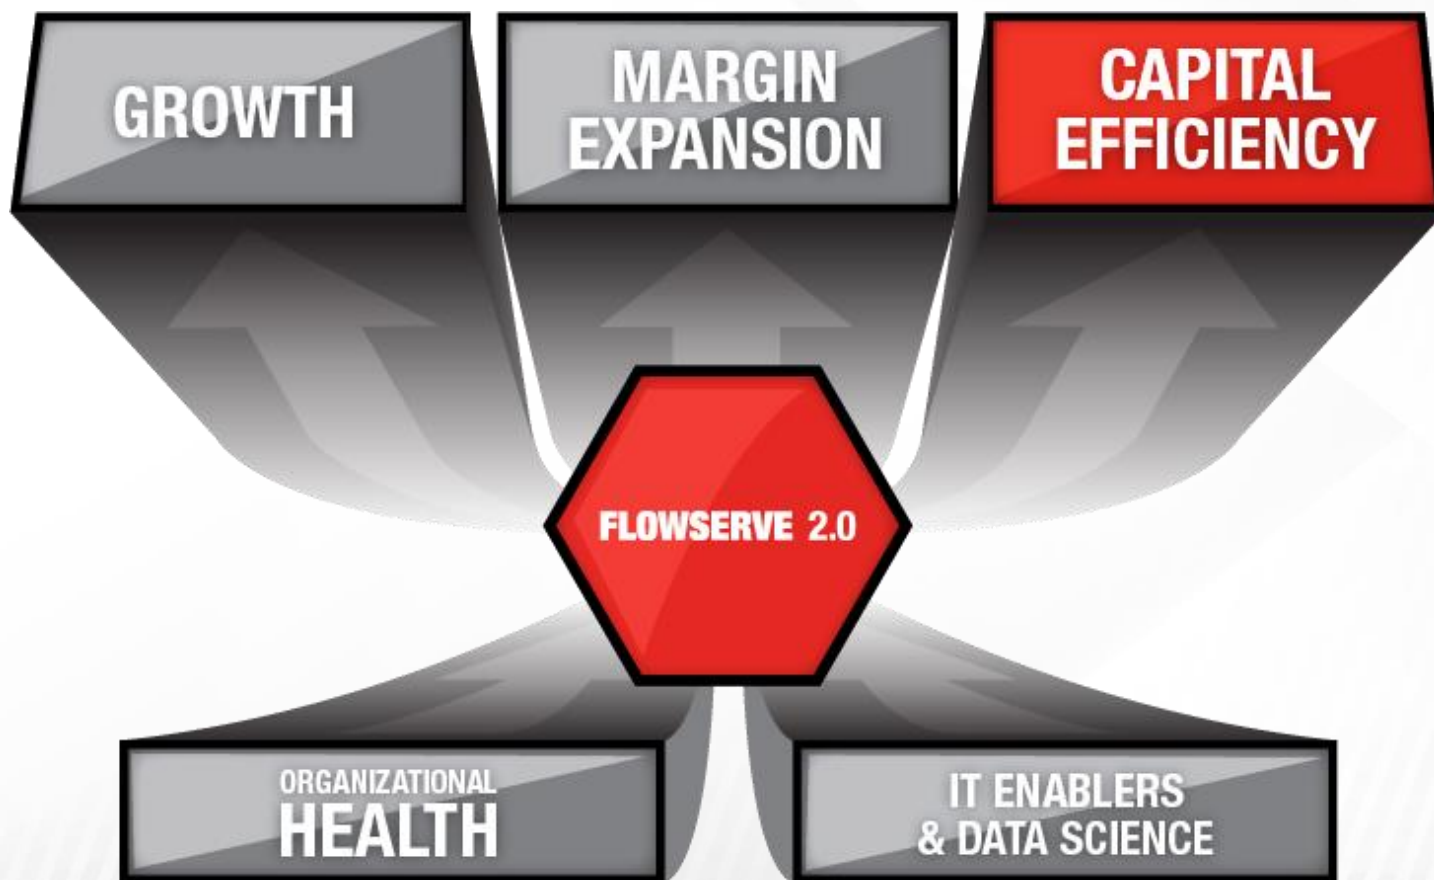 GROWTH
MARGIN
EXPANSION
CAPITAL
EFFICIENCY
FLOWSERVE 2.0
ORGANIZATIONAL
HEALTH
IT ENABLERS
& DATA SCIENCE